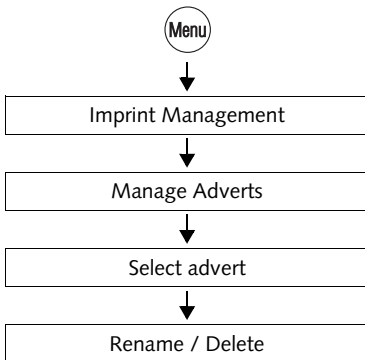 Menu
Imprint Management
Manage Adverts
Select advert
Rename / Delete